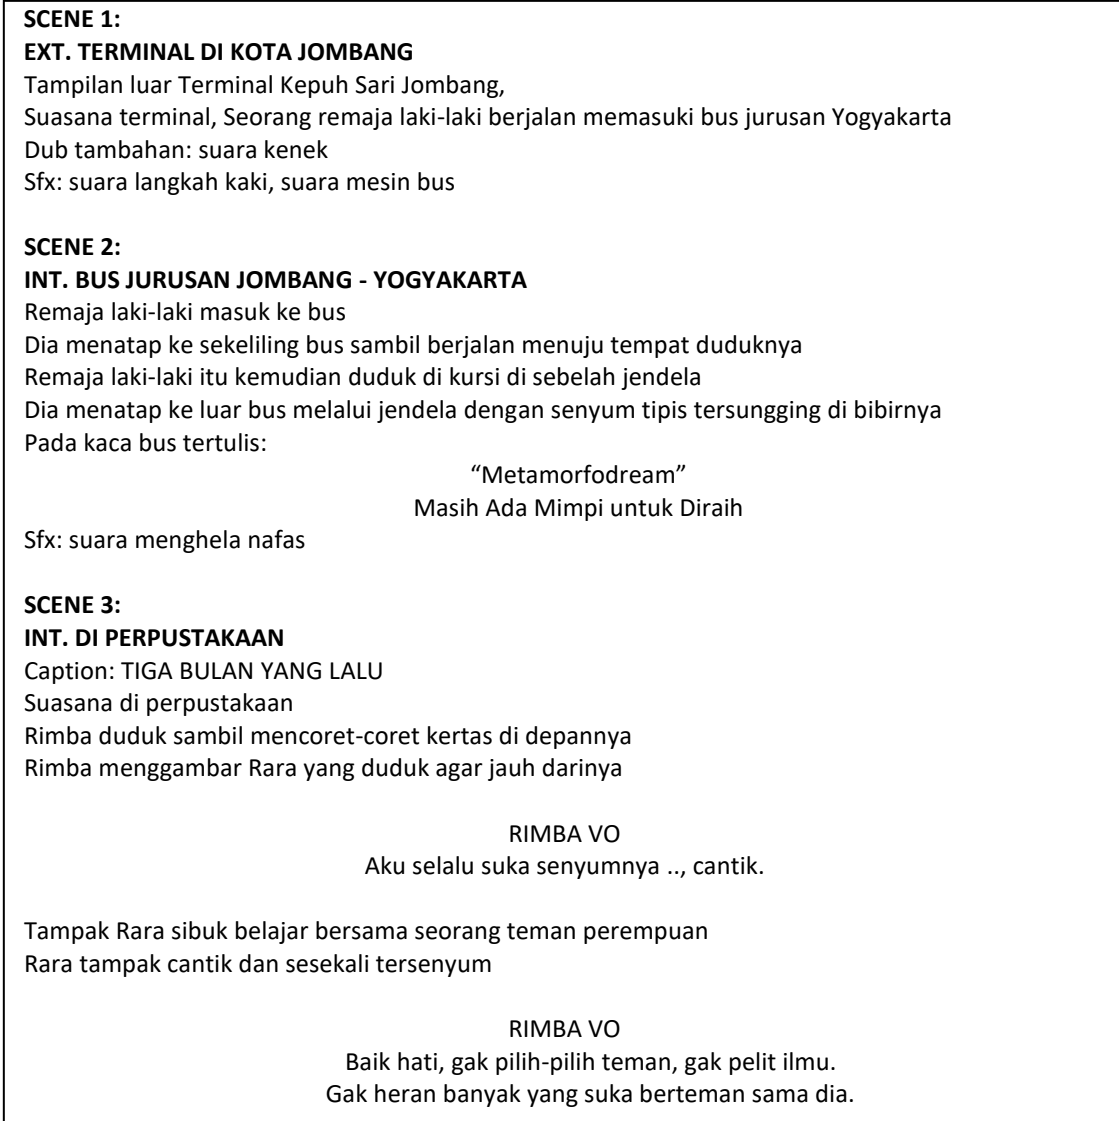 SCENE 1:
EXT. TERMINAL DI KOTA JOMBANG
Tampilan luar Terminal Kepuh Sari Jombang,
Suasana terminal, Seorang remaja laki-laki berjalan memasuki bus jurusan Yogyakarta
Dub tambahan: suara kenek
Sfx: suara langkah kaki, suara mesin bus
SCENE 2:
INT. BUS JURUSAN JOMBANG - YOGYAKARTA
Remaja laki-laki masuk ke bus
Dia menatap ke sekeliling bus sambil berjalan menuju tempat duduknya
Remaja laki-laki itu kemudian duduk di kursi di sebelah jendela
Dia menatap ke luar bus melalui jendela dengan senyum tipis tersungging di bibirnya
Pada kaca bus tertulis:
“Metamorfodream”
Masih Ada Mimpi untuk Diraih
Sfx: suara menghela nafas
SCENE 3:
INT. DI PERPUSTAKAAN
Caption: TIGA BULAN YANG LALU
Suasana di perpustakaan
Rimba duduk sambil mencoret-coret kertas di depannya
Rimba menggambar Rara yang duduk agar jauh darinya
RIMBA VO
Aku selalu suka senyumnya .., cantik.
Tampak Rara sibuk belajar bersama seorang teman perempuan
Rara tampak cantik dan sesekali tersenyum
RIMBA VO
Baik hati, gak pilih-pilih teman, gak pelit ilmu.
Gak heran banyak yang suka berteman sama dia.